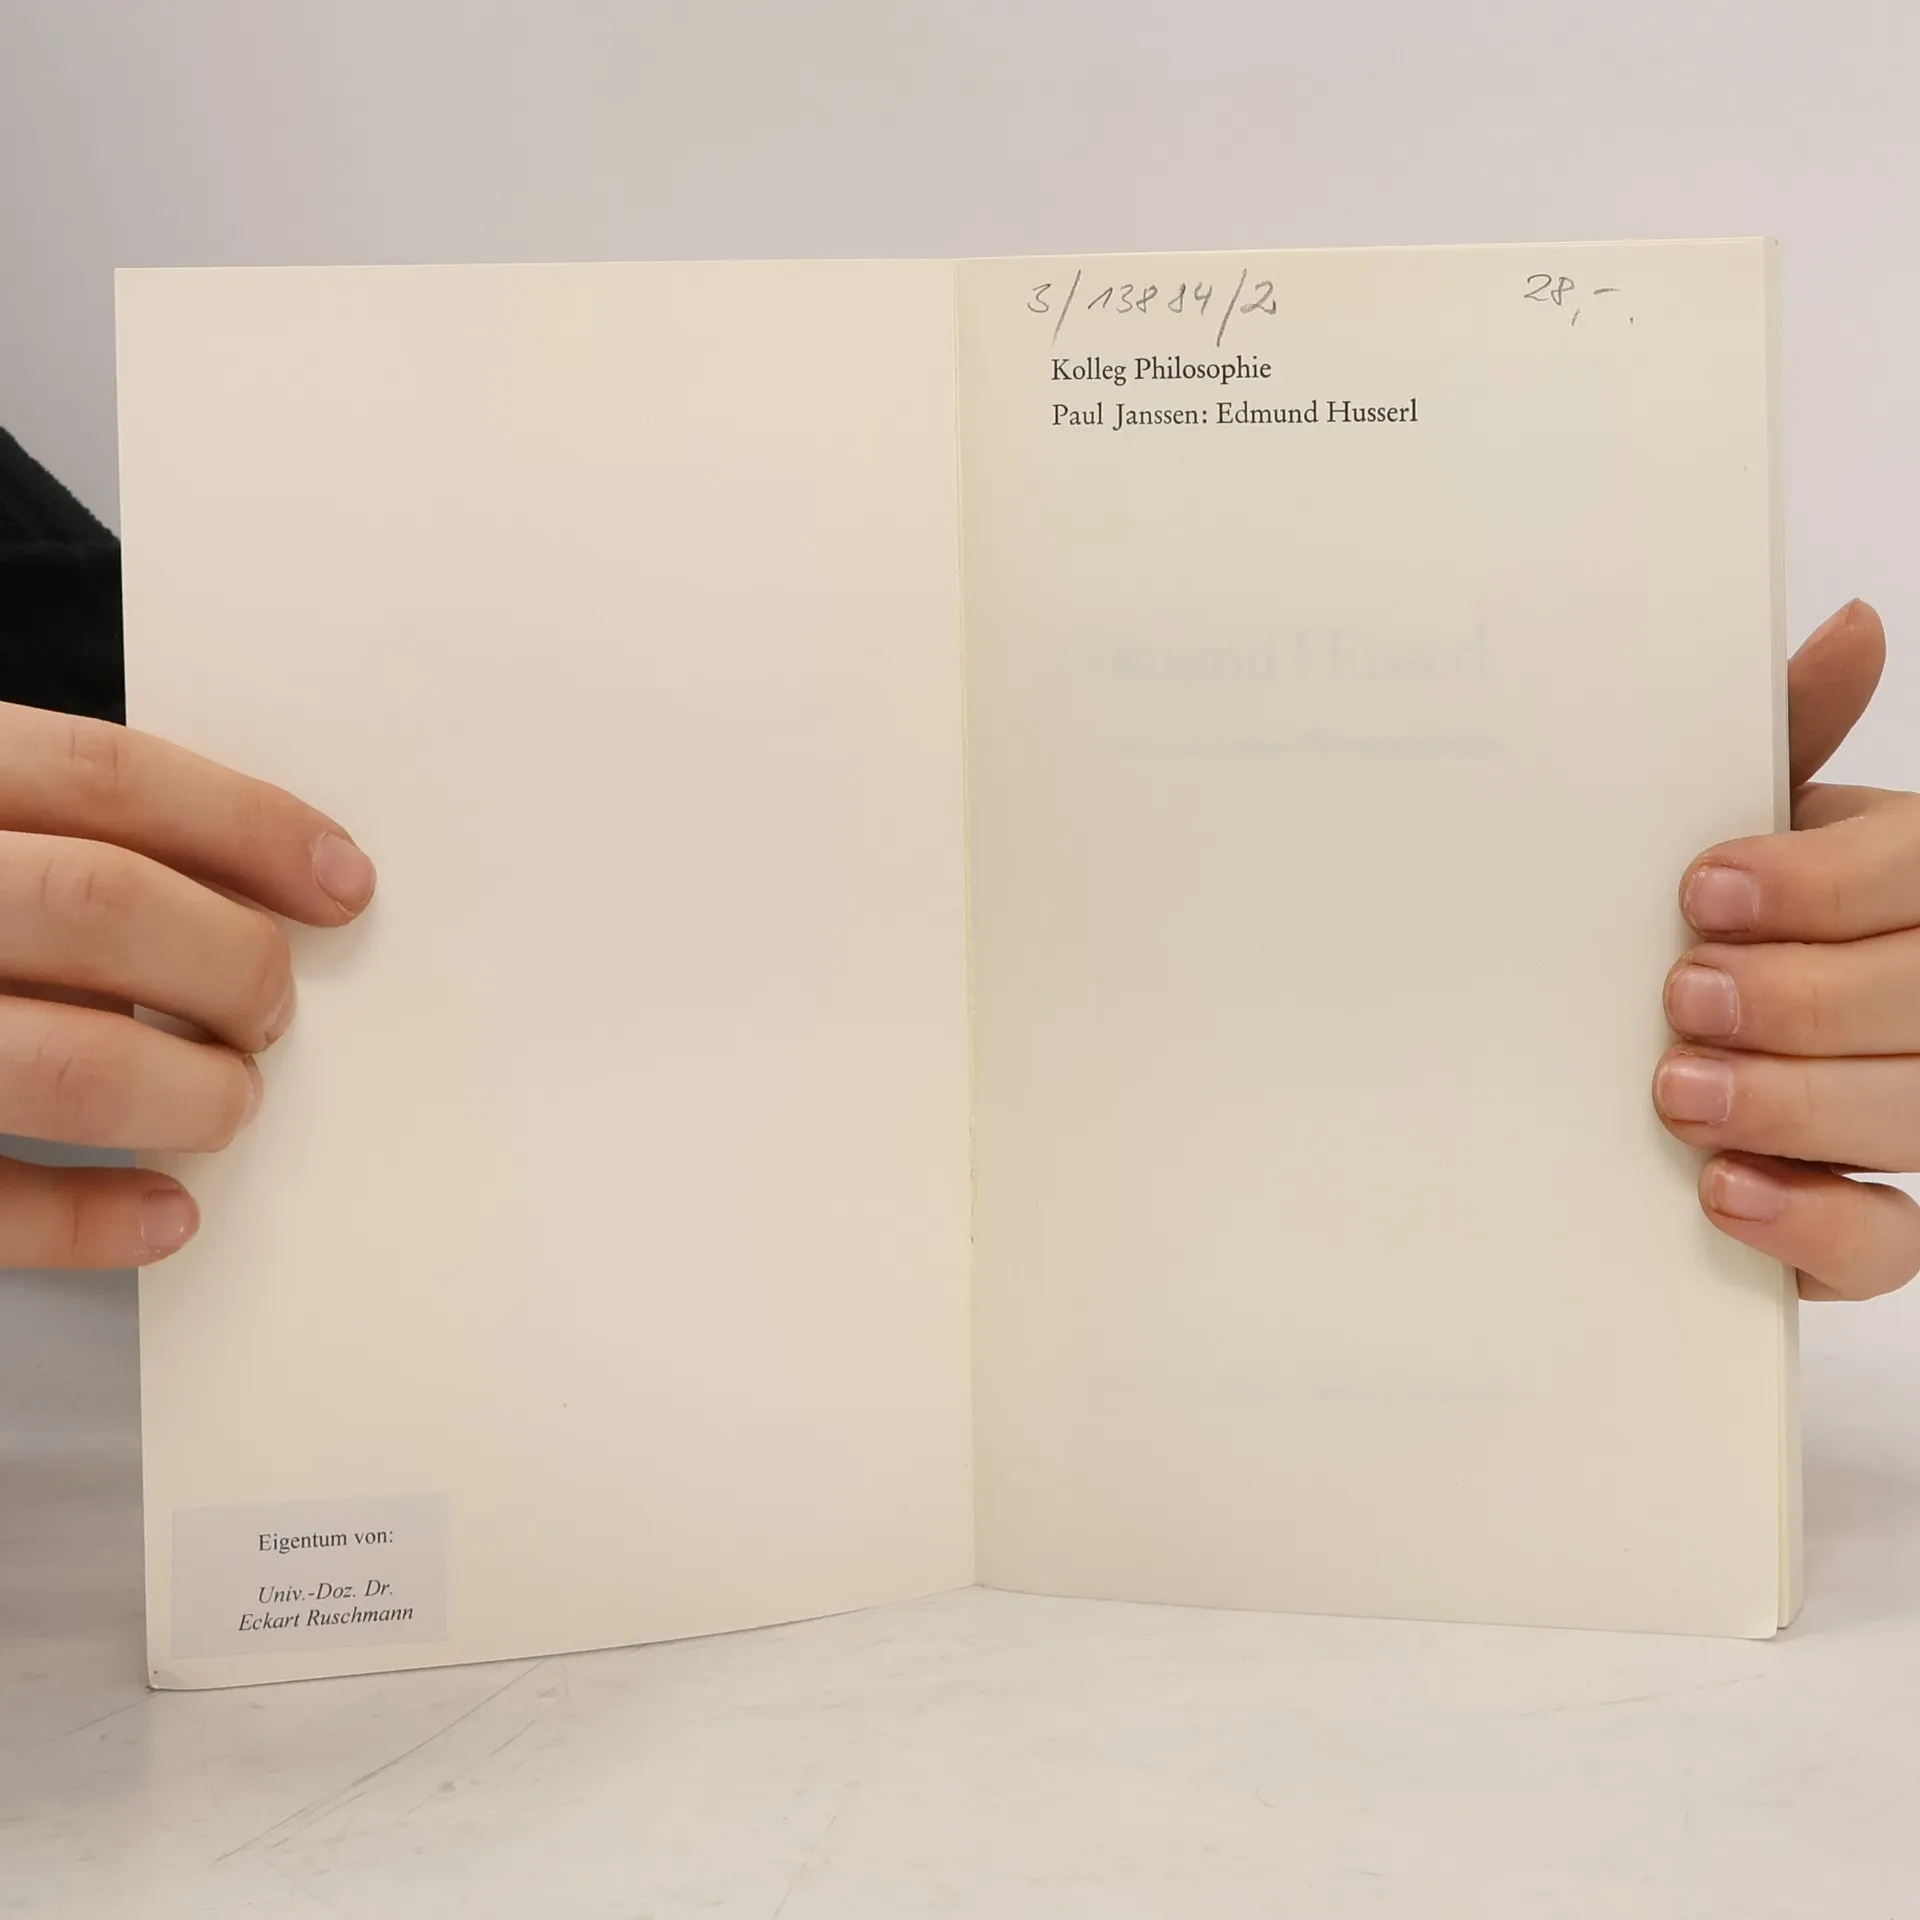 3/13884/2 28,-
Kolleg Philosophie
Paul Janssen: Edmund Husserl
Eigentum von:
Univ.-Doz. Dr.
Eckart Ruschmann